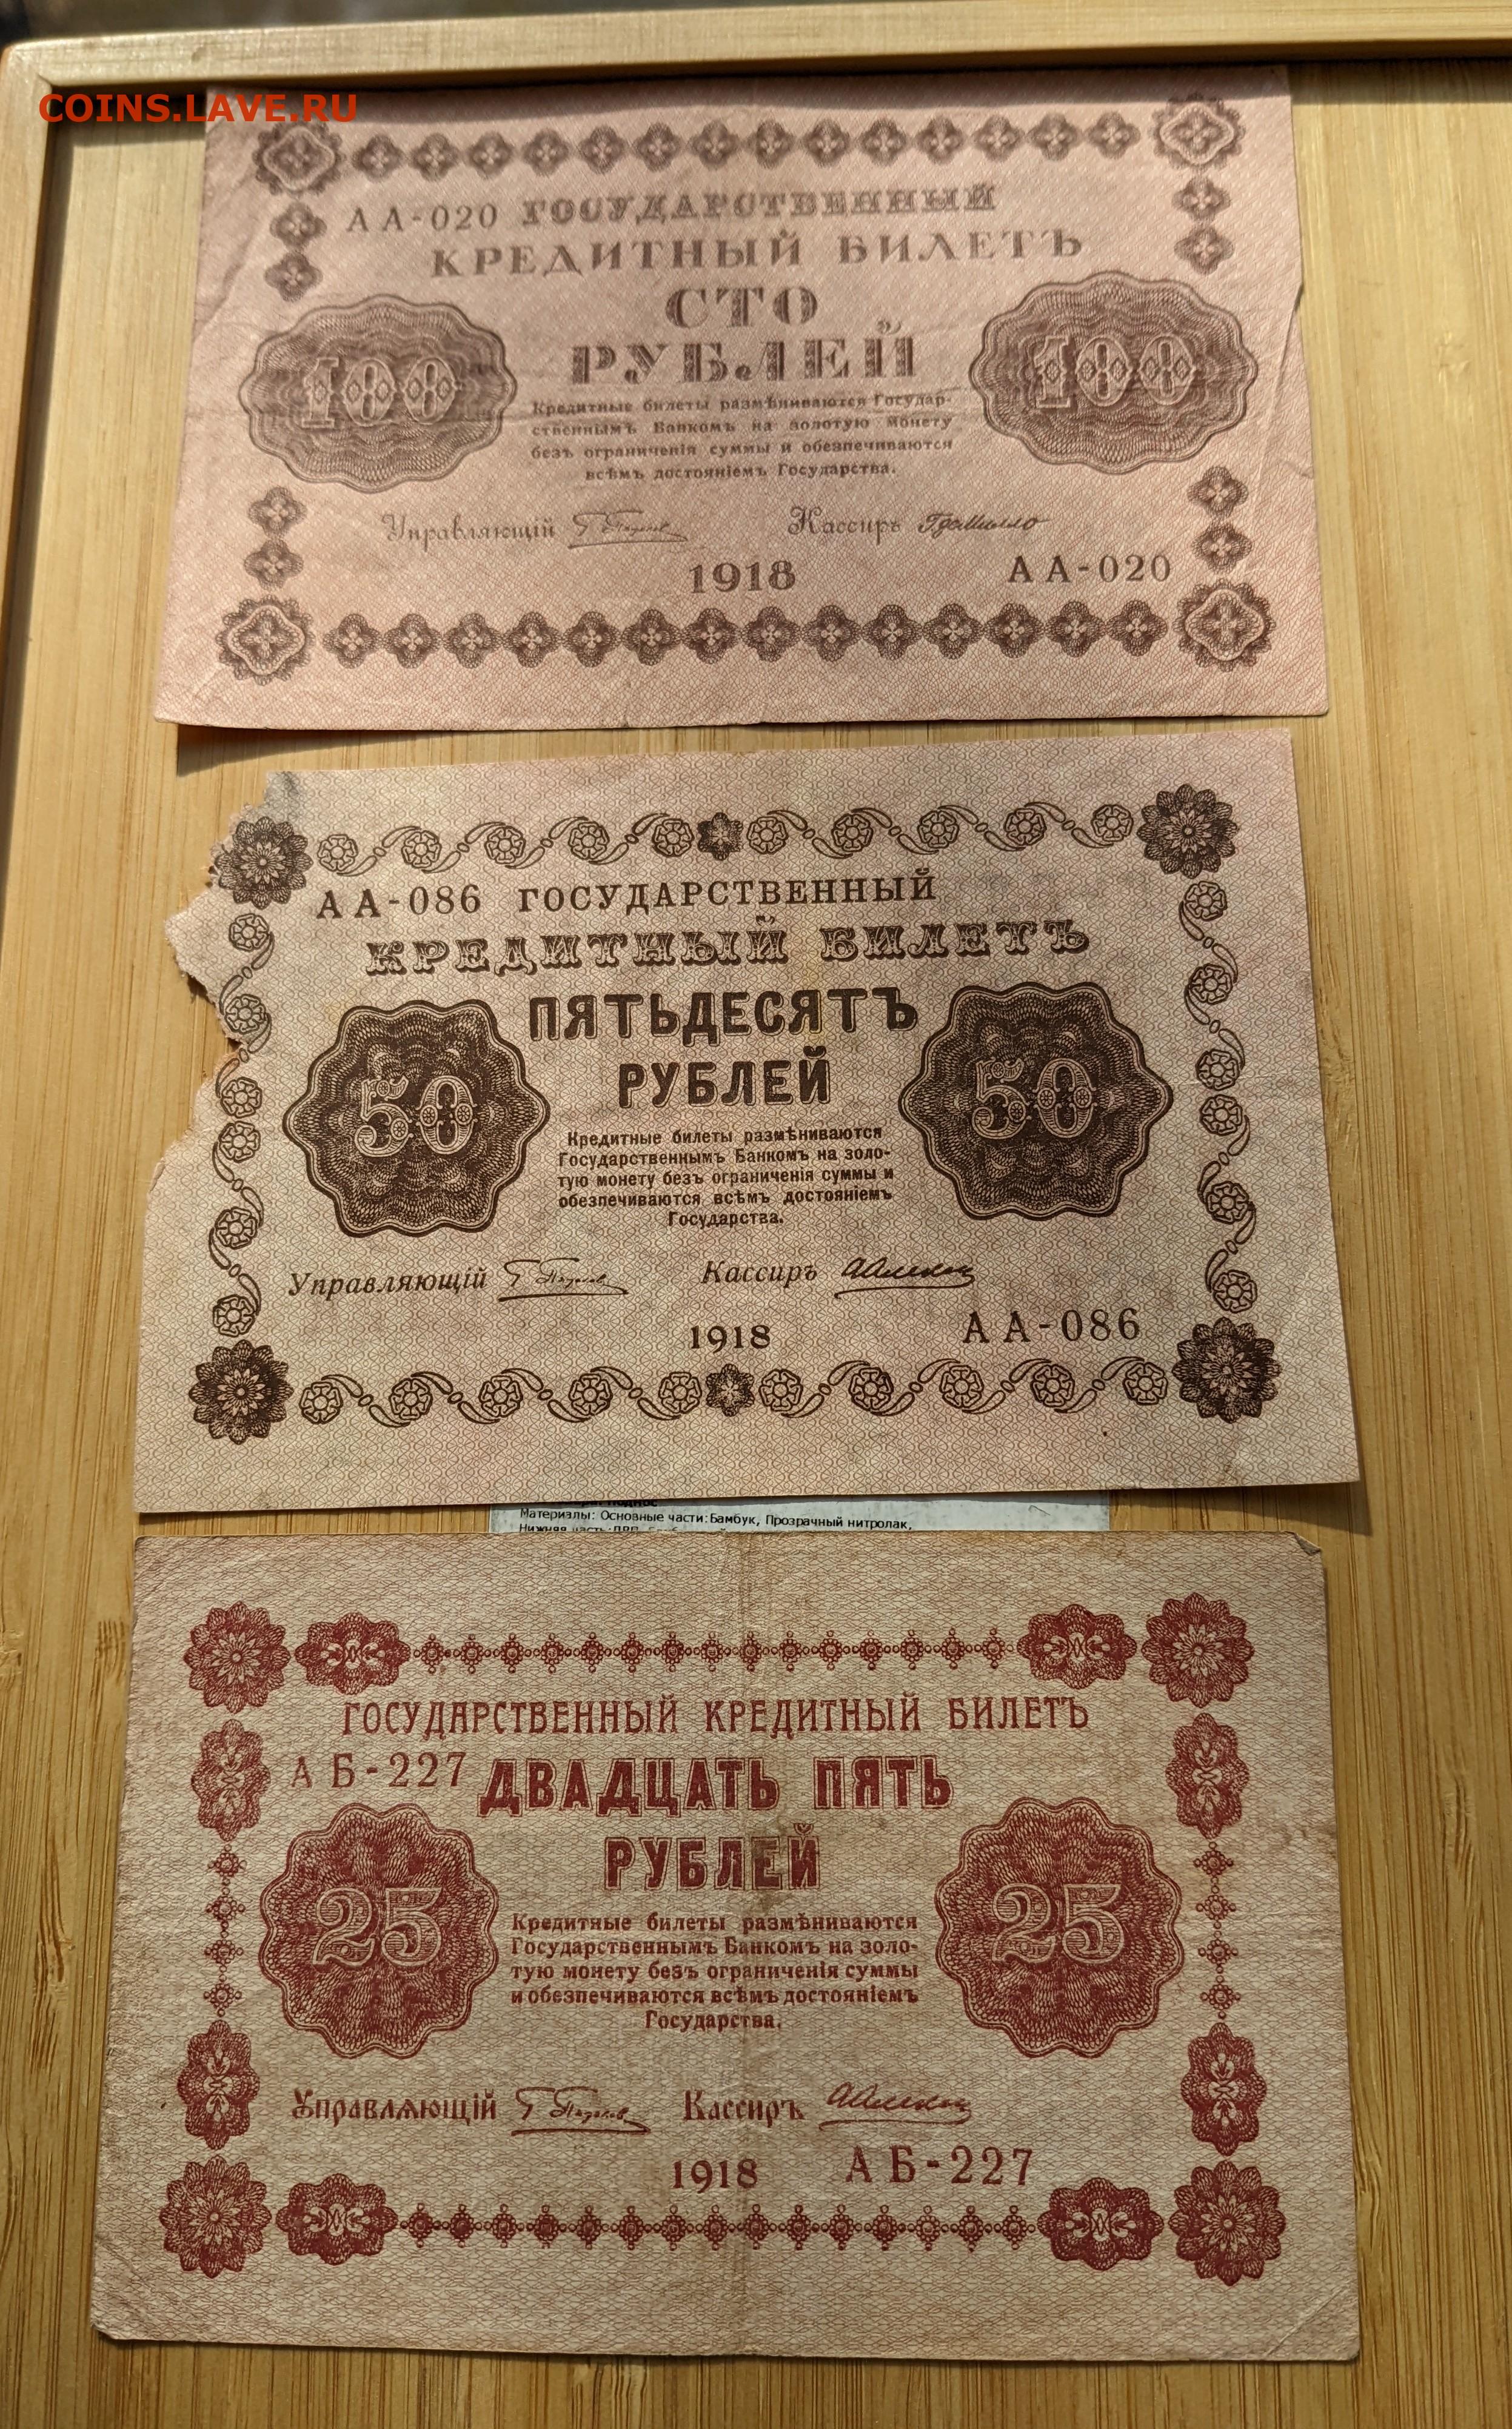 COINS.LAVE.RU
АА-020 ГОСУДАРСТВЕННЫЙ
КРЕДИТНЫЙ БИЛЕТЪ
СТО
РУБЛЕЙ
100
100
Кредитные билеты размѣниваются Государ-
ственнымъ Банкомъ на золотую монету
безъ ограниченія суммы и обезпечиваются
всѣмъ достояніемъ Государства.
Управляющій
Кассиръ
1918
АА-020
АА-086 ГОСУДАРСТВЕННЫЙ
КРЕДИТНЫЙ БИЛЕТЪ
ПЯТЬДЕСЯТЪ
РУБЛЕЙ
50
50
Кредитные билеты размѣниваются
Государственнымъ Банкомъ на золо-
тую монету безъ ограниченія суммы и
обезпечиваются всѣмъ достояніемъ
Государства.
Управляющій
Кассиръ
1918
АА-086
Материалы: Основные части: Бамбук, Прозрачный нитролак,
ГОСУДАРСТВЕННЫЙ КРЕДИТНЫЙ БИЛЕТЪ
АБ-227 ДВАДЦАТЬ ПЯТЬ
РУБЛЕЙ
25
25
Кредитные билеты размѣниваются
Государственнымъ Банкомъ на золо-
тую монету безъ ограниченія суммы
и обезпечиваются всѣмъ достояніемъ
Государства.
Управляющій
Кассиръ
1918
АБ-227